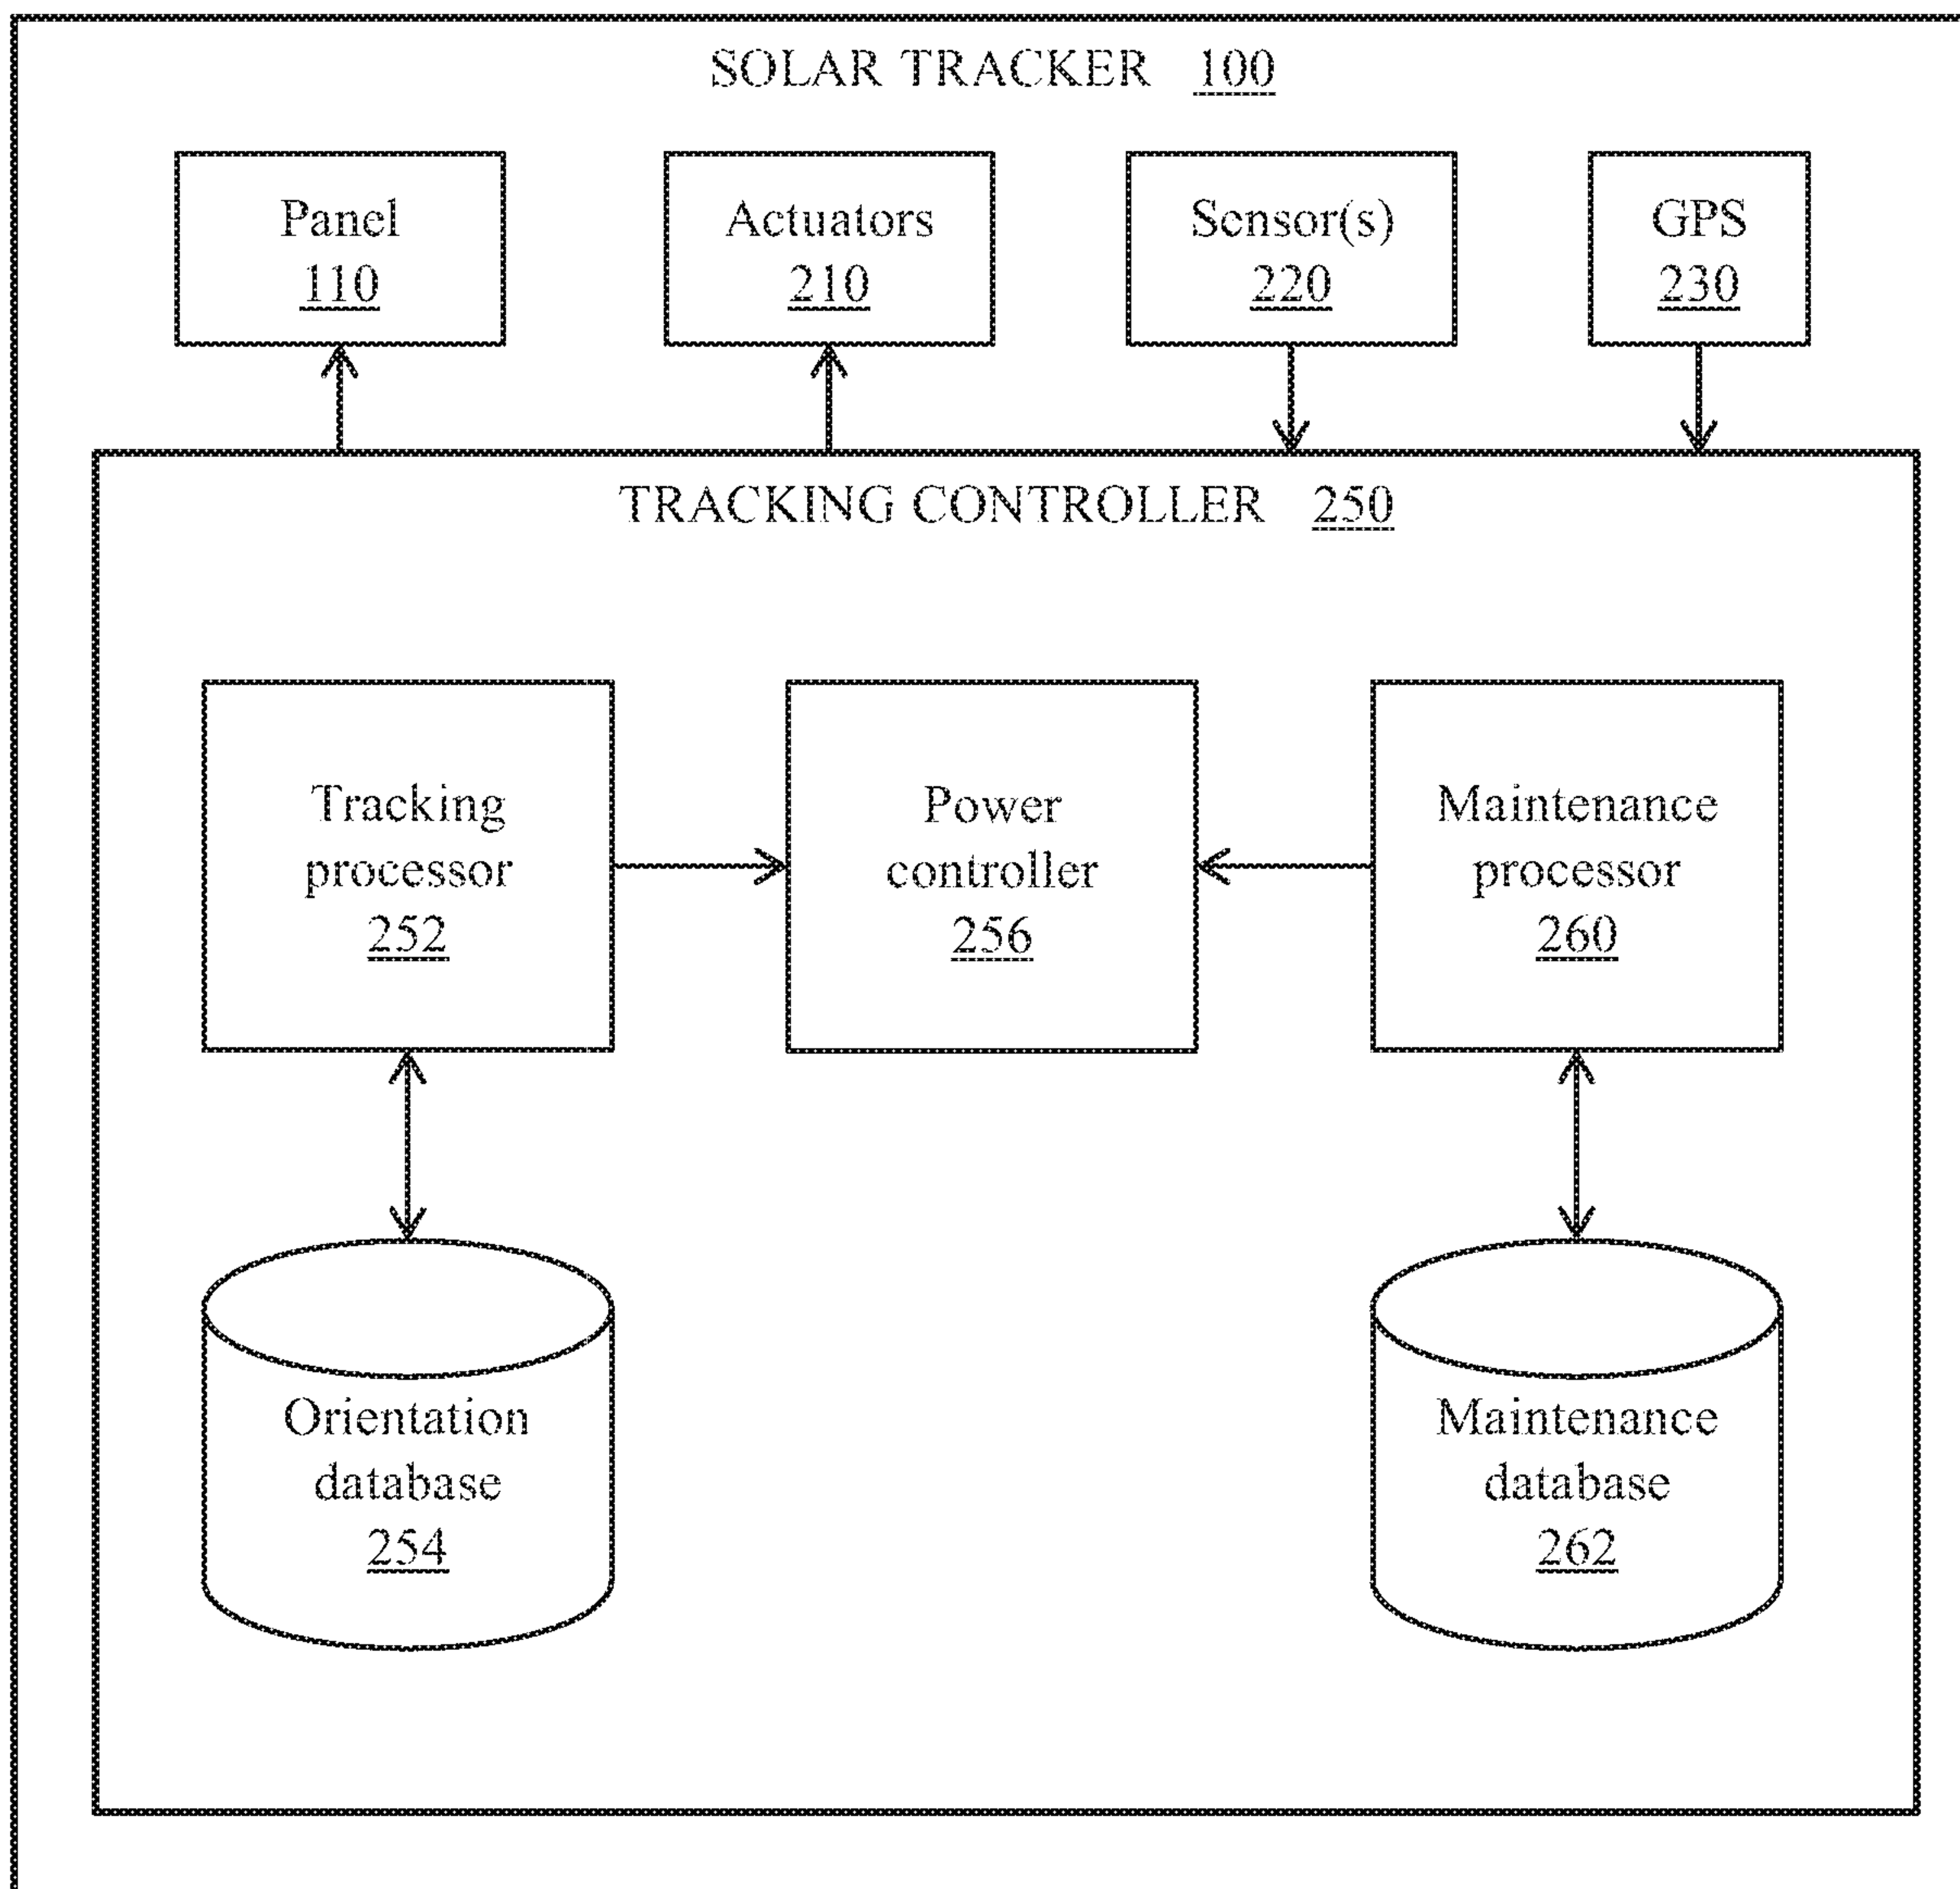 SOLAR TRACKER 100
Panel
110
Actuators
210
Sensor(s)
220
GPS
230
TRACKING CONTROLLER 250
Tracking
processor
252
Power
controller
256
Maintenance
processor
260
Orientation
database
254
Maintenance
database
262